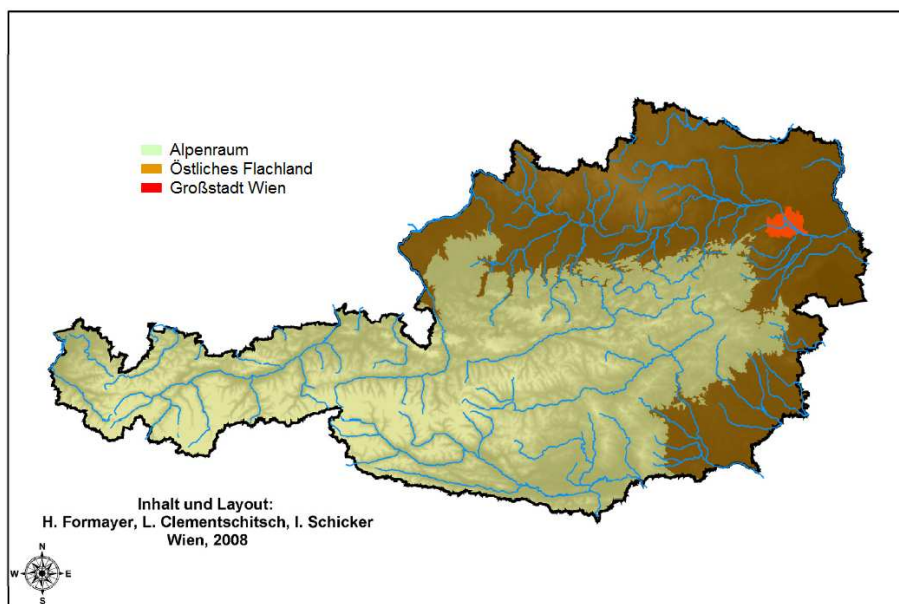 Alpenraum
Östliches Flachland
Großstadt Wien
Inhalt und Layout:
H. Formayer, L. Clementschitsch, I. Schicker
Wien, 2008
N
W E
S